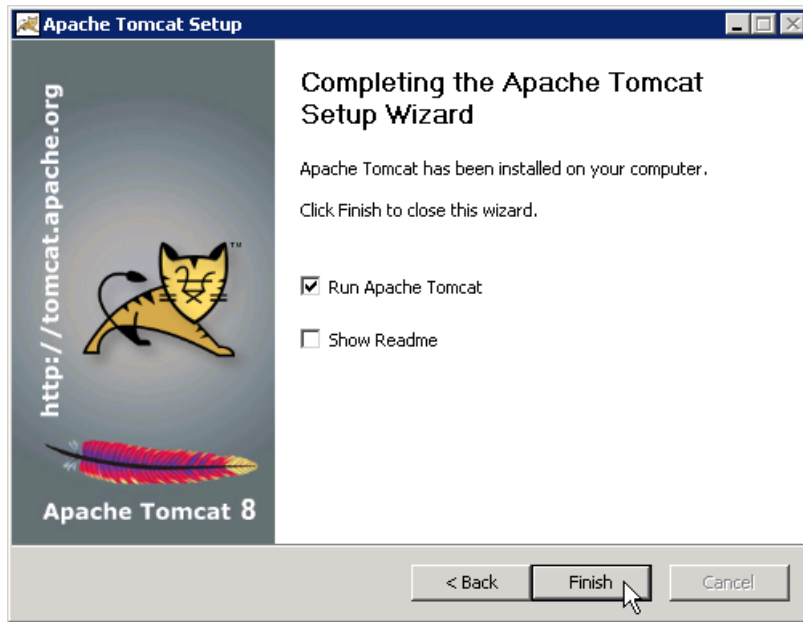 Apache Tomcat Setup
http://tomcat.apache.org
TM
Apache Tomcat 8
Completing the Apache Tomcat
Setup Wizard
Apache Tomcat has been installed on your computer.
Click Finish to close this wizard.
Run Apache Tomcat
Show Readme
< Back
Finish
Cancel